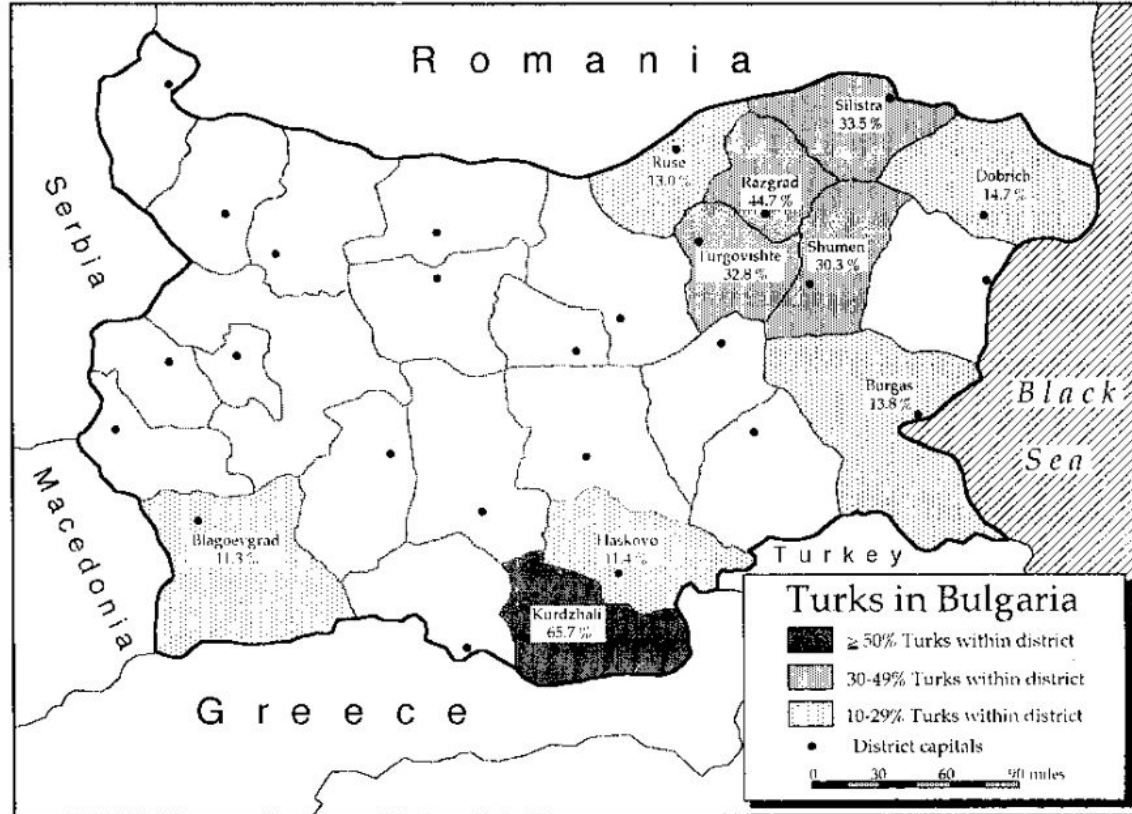 Romania
Serbia
Macedonia
Greece
Turkey
Black
Sea
Silistra
33.5 %
Ruse
13.0 %
Razgrad
44.7 %
Dobrich
14.7 %
Turgovishte
32.8 %
Shumen
30.3 %
Burgas
13.8 %
Blagoevgrad
11.3 %
Haskovo
11.4 %
Kurdzhali
65.7 %
Turks in Bulgaria
≧ 50% Turks within district
30-49% Turks within district
10-29% Turks within district
District capitals
0 30 60 90 miles